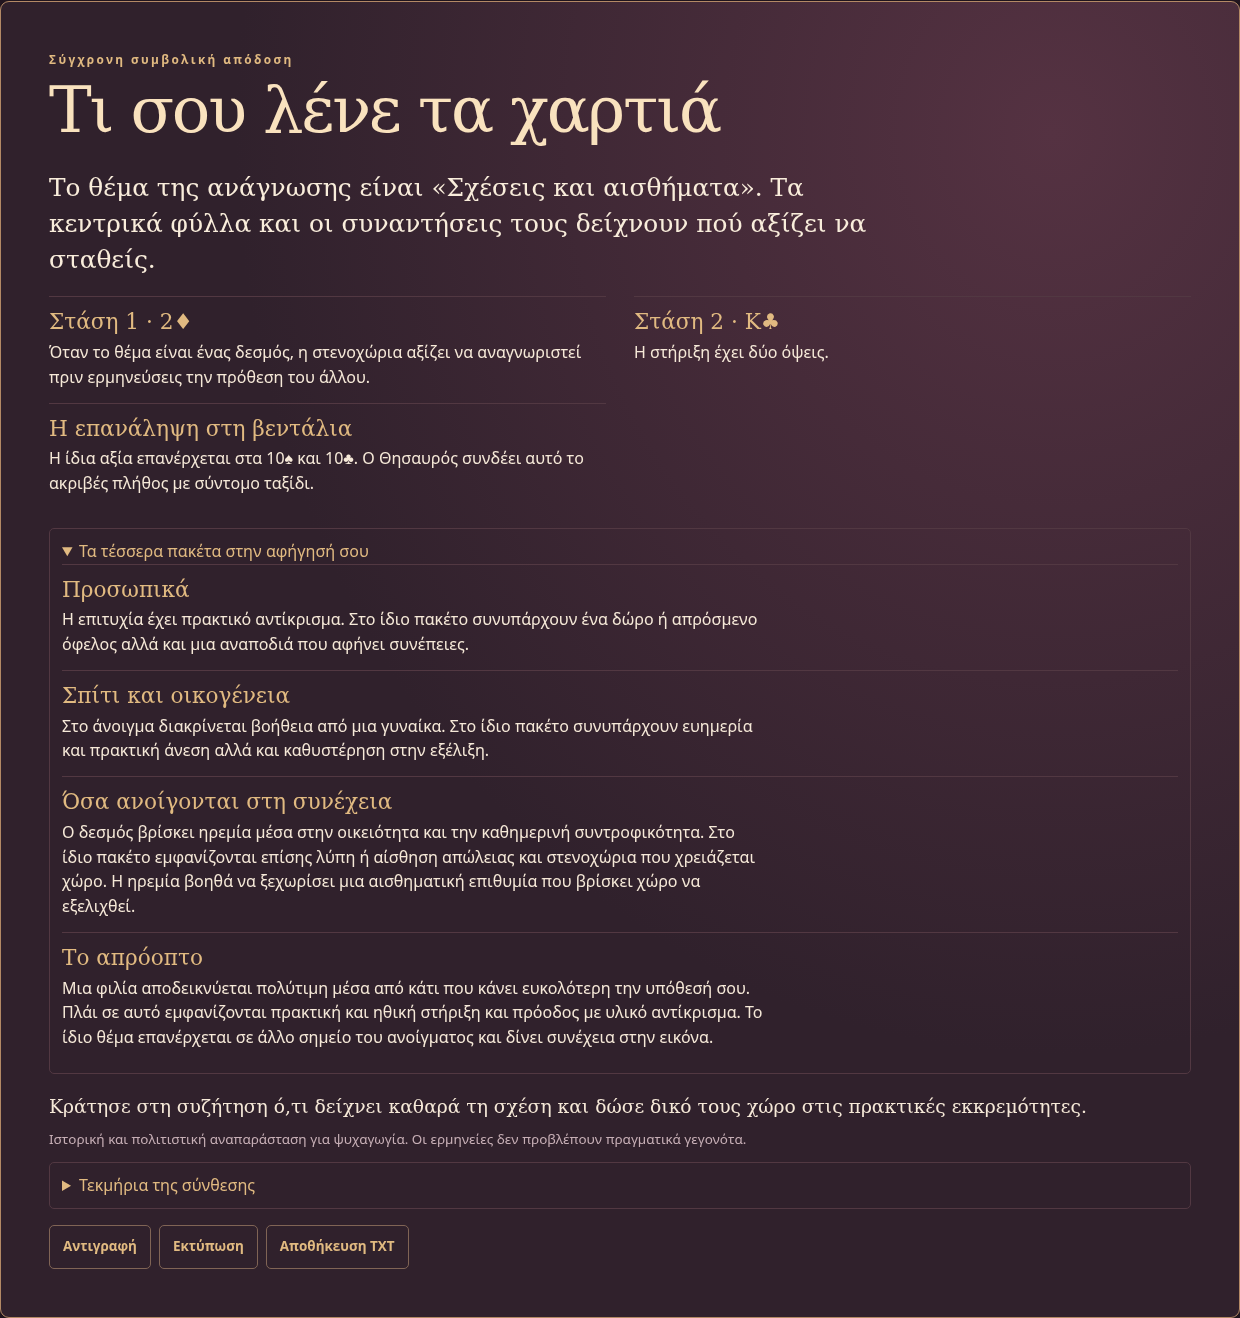 Σύγχρονη συμβολική απόδοση
Τι σου λένε τα χαρτιά
Το θέμα της ανάγνωσης είναι «Σχέσεις και αισθήματα». Τα
κεντρικά φύλλα και οι συναντήσεις τους δείχνουν πού αξίζει να
σταθείς.
Στάση 1 · 2♦
Όταν το θέμα είναι ένας δεσμός, η στενοχώρια αξίζει να αναγνωριστεί
πριν ερμηνεύσεις την πρόθεση του άλλου.
Στάση 2 · K♣
Η στήριξη έχει δύο όψεις.
Η επανάληψη στη βεντάλια
Η ίδια αξία επανέρχεται στα 10♠ και 10♣. Ο Θησαυρός συνδέει αυτό το
ακριβές πλήθος με σύντομο ταξίδι.
▼ Τα τέσσερα πακέτα στην αφήγησή σου
Προσωπικά
Η επιτυχία έχει πρακτικό αντίκρισμα. Στο ίδιο πακέτο συνυπάρχουν ένα δώρο ή απρόσμενο
όφελος αλλά και μια αναποδιά που αφήνει συνέπειες.
Σπίτι και οικογένεια
Στο άνοιγμα διακρίνεται βοήθεια από μια γυναίκα. Στο ίδιο πακέτο συνυπάρχουν ευημερία
και πρακτική άνεση αλλά και καθυστέρηση στην εξέλιξη.
Όσα ανοίγονται στη συνέχεια
Ο δεσμός βρίσκει ηρεμία μέσα στην οικειότητα και την καθημερινή συντροφικότητα. Στο
ίδιο πακέτο εμφανίζονται επίσης λύπη ή αίσθηση απώλειας και στενοχώρια που χρειάζεται
χώρο. Η ηρεμία βοηθά να ξεχωρίσει μια αισθηματική επιθυμία που βρίσκει χώρο να
εξελιχθεί.
Το απρόοπτο
Μια φιλία αποδεικνύεται πολύτιμη μέσα από κάτι που κάνει ευκολότερη την υπόθεσή σου.
Πλάι σε αυτό εμφανίζονται πρακτική και ηθική στήριξη και πρόοδος με υλικό αντίκρισμα. Το
ίδιο θέμα επανέρχεται σε άλλο σημείο του ανοίγματος και δίνει συνέχεια στην εικόνα.
Κράτησε στη συζήτηση ό,τι δείχνει καθαρά τη σχέση και δώσε δικό τους χώρο στις πρακτικές εκκρεμότητες.
Ιστορική και πολιτιστική αναπαράσταση για ψυχαγωγία. Οι ερμηνείες δεν προβλέπουν πραγματικά γεγονότα.
▶ Τεκμήρια της σύνθεσης
Αντιγραφή
Εκτύπωση
Αποθήκευση TXT